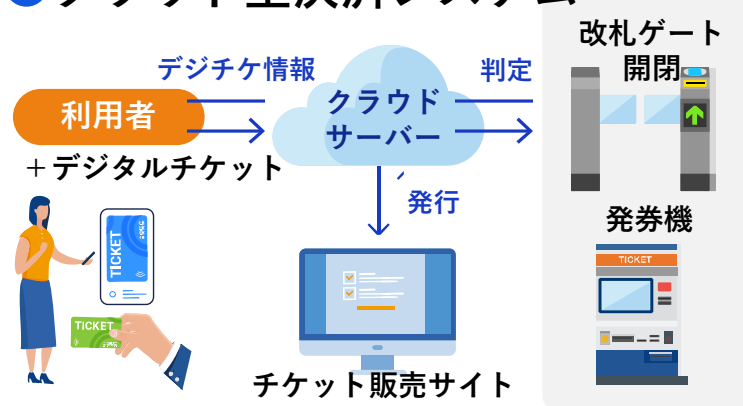 改札ゲート
開閉
デジチケ情報
判定
利用者
クラウド
サーバー
＋デジタルチケット
発行
発券機
TICKET
TICKET
TICKET
チケット販売サイト